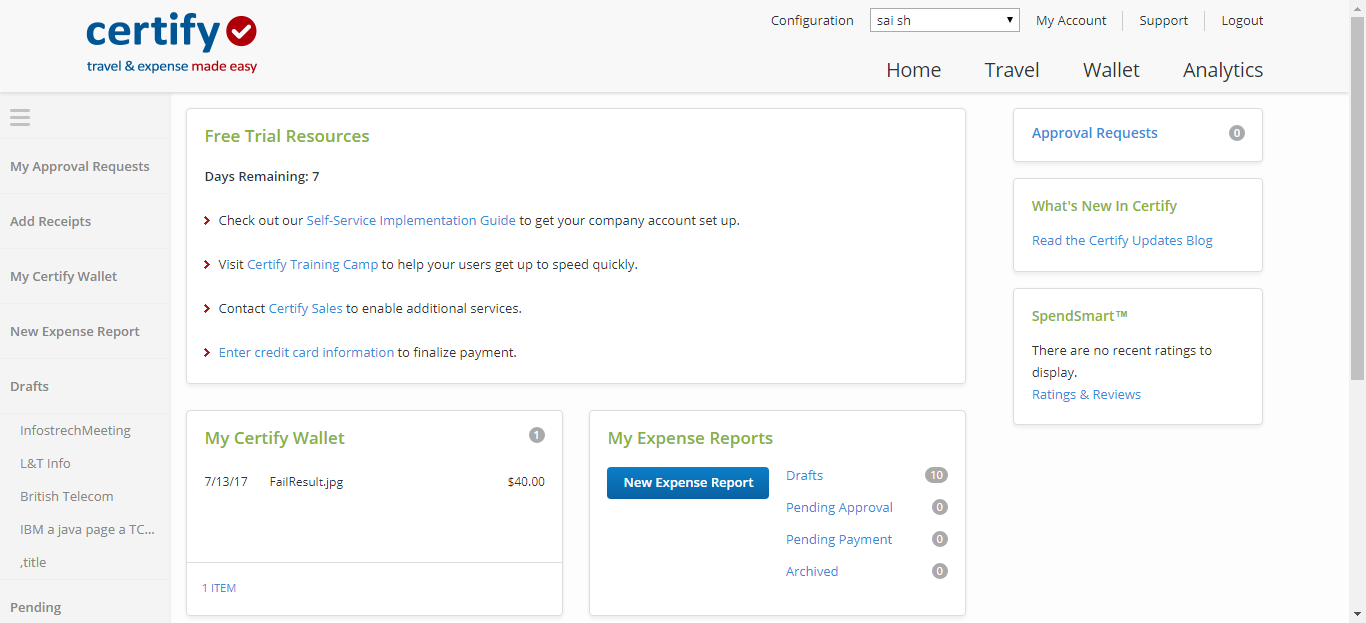 certify
travel & expense made easy
Configuration
sai sh
My Account
Support
Logout
Home
Travel
Wallet
Analytics
My Approval Requests
Add Receipts
My Certify Wallet
New Expense Report
Drafts
InfostrechMeeting
L&T Info
British Telecom
IBM a java page a TC...
,title
Pending
Free Trial Resources
Days Remaining: 7
Check out our Self-Service Implementation Guide to get your company account set up.
Visit Certify Training Camp to help your users get up to speed quickly.
Contact Certify Sales to enable additional services.
Enter credit card information to finalize payment.
My Certify Wallet 1
7/13/17 FailResult.jpg $40.00
1 ITEM
My Expense Reports
New Expense Report
Drafts 10
Pending Approval 0
Pending Payment 0
Archived 0
Approval Requests 0
What's New In Certify
Read the Certify Updates Blog
SpendSmart™
There are no recent ratings to
display.
Ratings & Reviews